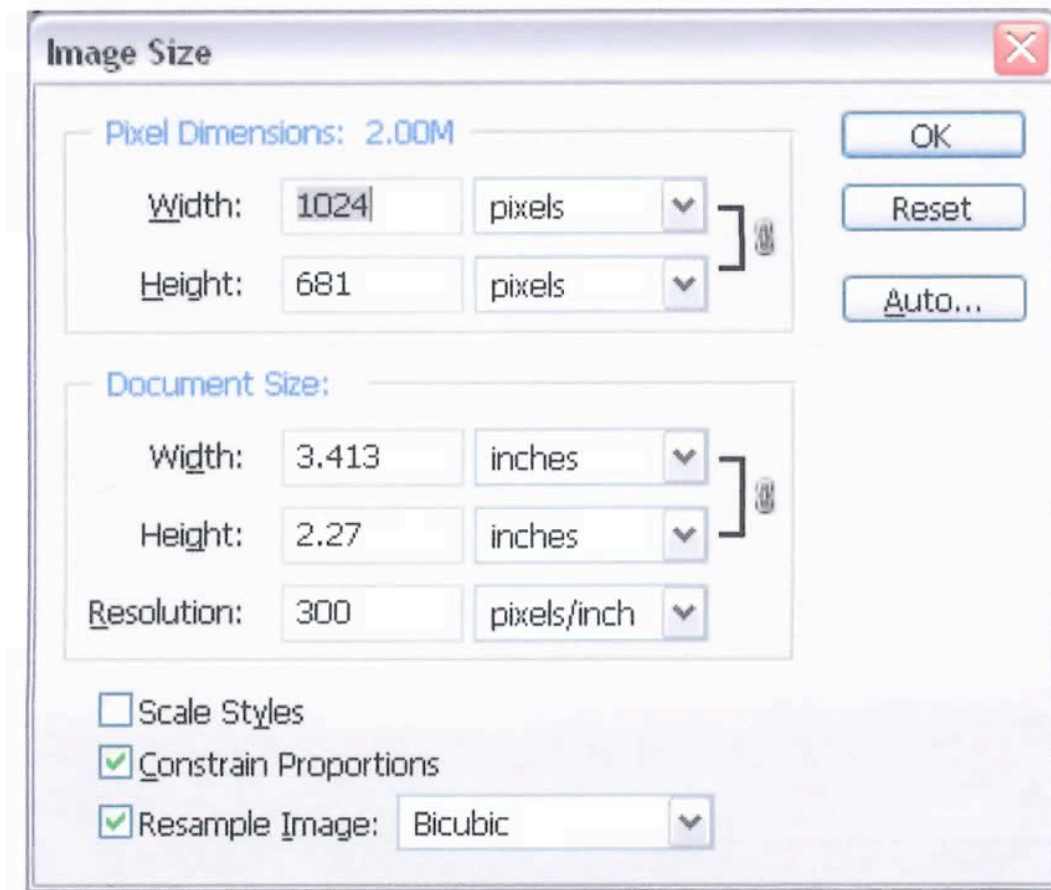 Image Size
Pixel Dimensions: 2.00M
Width: 1024 pixels
Height: 681 pixels
OK
Reset
Auto...
Document Size:
Width: 3.413 inches
Height: 2.27 inches
Resolution: 300 pixels/inch
Scale Styles
Constrain Proportions
Resample Image: Bicubic